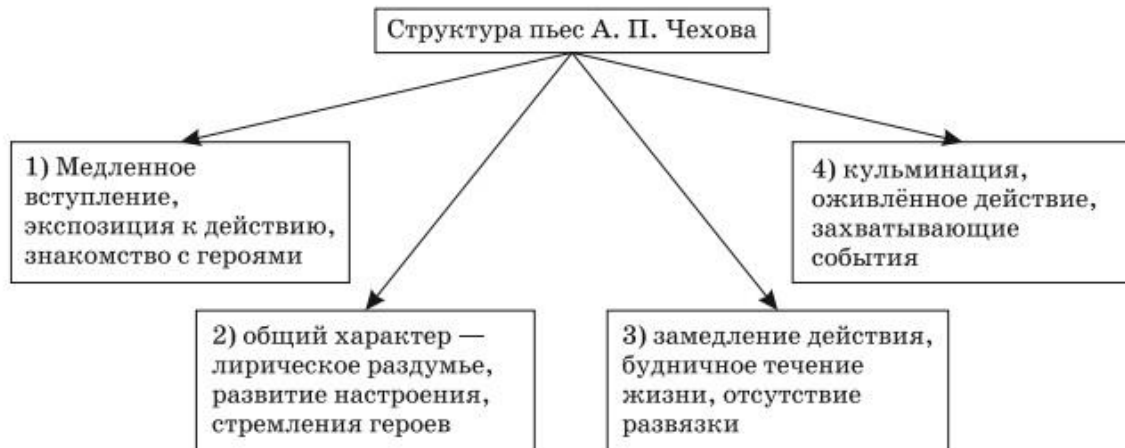 Структура пьес А. П. Чехова
1) Медленное
вступление,
экспозиция к действию,
знакомство с героями
2) общий характер —
лирическое раздумье,
развитие настроения,
стремления героев
3) замедление действия,
будничное течение
жизни, отсутствие
развязки
4) кульминация,
оживлённое действие,
захватывающие
события